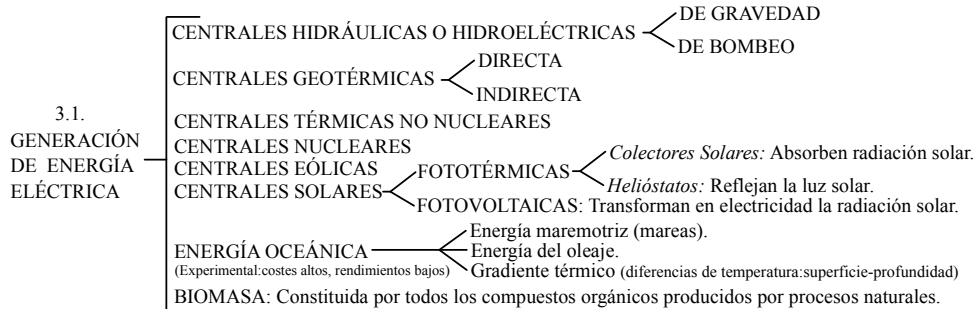 3.1.
GENERACIÓN
DE ENERGÍA
ELÉCTRICA
CENTRALES HIDRÁULICAS O HIDROELÉCTRICAS
DE GRAVEDAD
DE BOMBEO
CENTRALES GEOTÉRMICAS
DIRECTA
INDIRECTA
CENTRALES TÉRMICAS NO NUCLEARES
CENTRALES NUCLEARES
CENTRALES EÓLICAS
CENTRALES SOLARES
FOTOTÉRMICAS
Colectores Solares: Absorben radiación solar.
Helióstatos: Reflejan la luz solar.
FOTOVOLTAICAS: Transforman en electricidad la radiación solar.
ENERGÍA OCEÁNICA
(Experimental:costes altos, rendimientos bajos)
Energía maremotriz (mareas).
Energía del oleaje.
Gradiente térmico (diferencias de temperatura:superficie-profundidad)
BIOMASA: Constituida por todos los compuestos orgánicos producidos por procesos naturales.